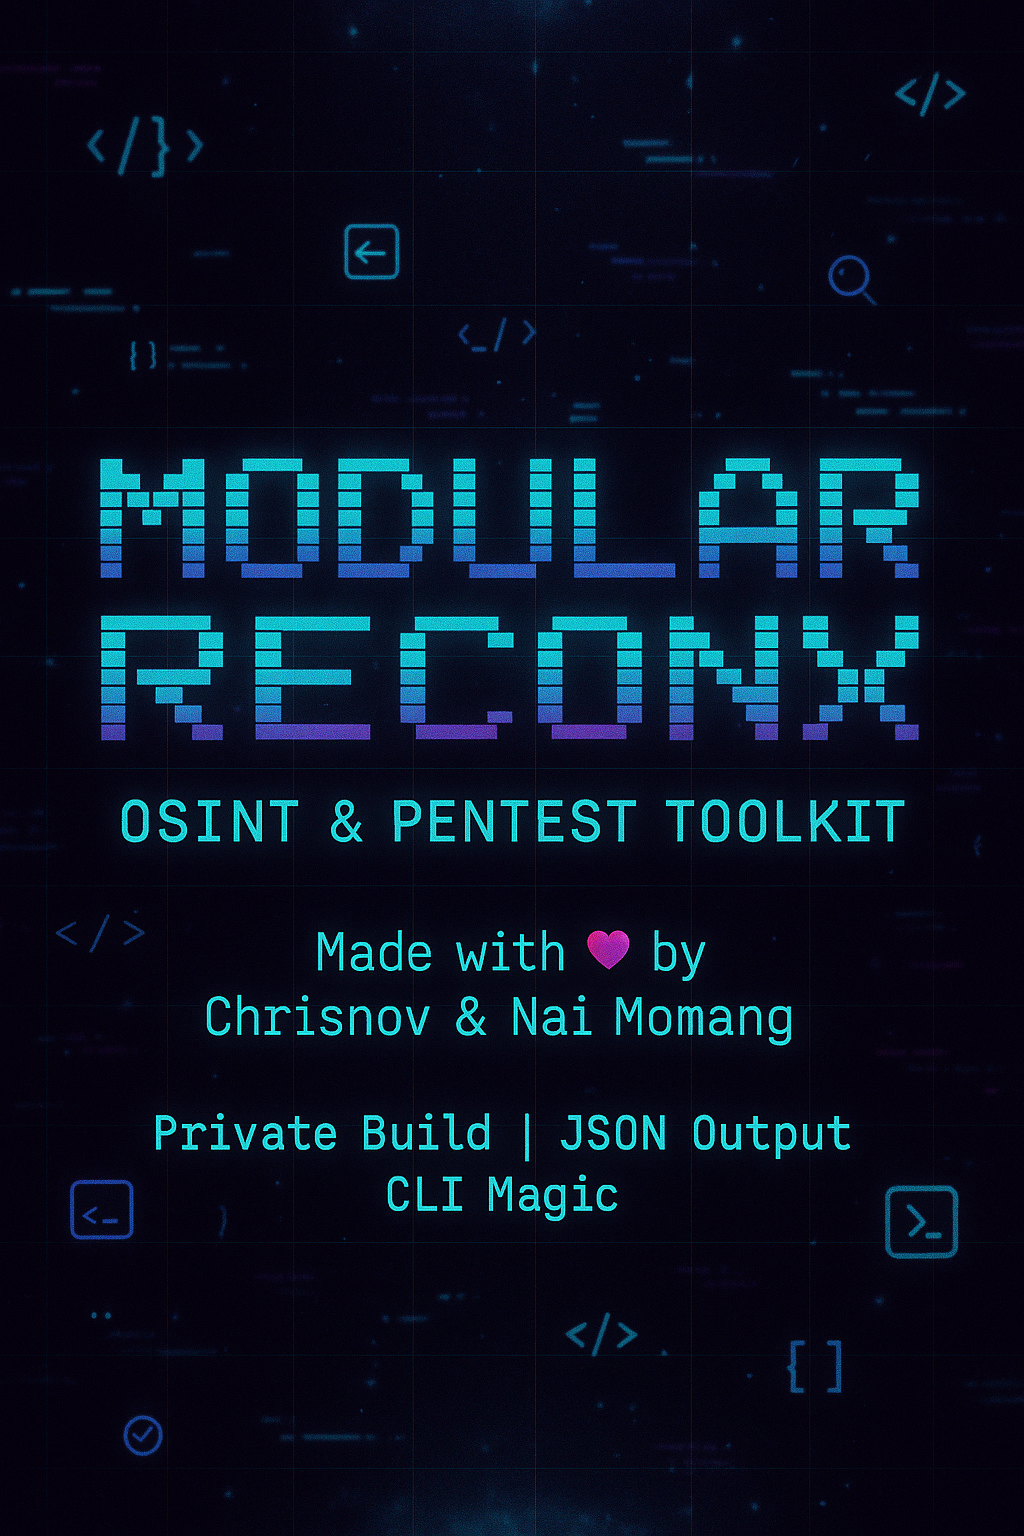 </}>
</>
<_/>
{}
MODULAR
RECONX
OSINT & PENTEST TOOLKIT
</>
Made with 💜 by
Chrisnov & Nai Momang
Private Build | JSON Output
CLI Magic
<_
>_
</>
[ ]